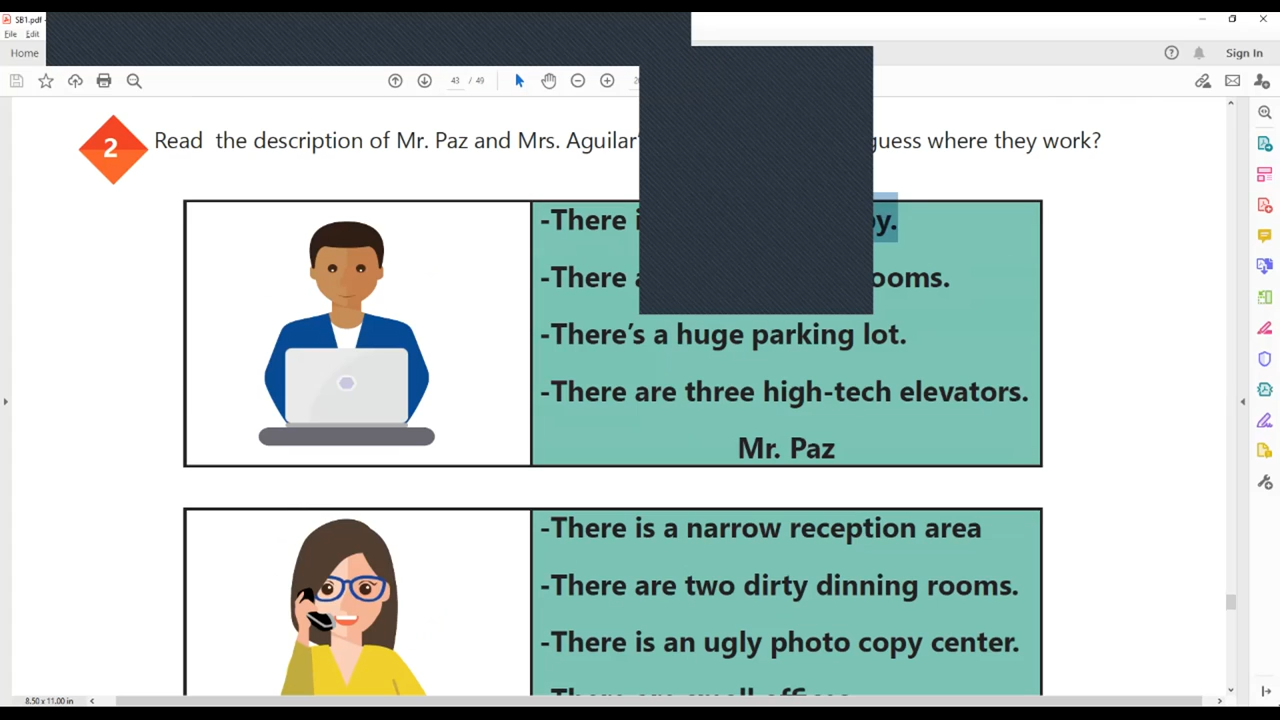 SB1.pdf -
File Edit
Home
Sign In
43 / 49
2
Read the description of Mr. Paz and Mrs. Aguilar' guess where they work?
-There
-There
-There's a huge parking lot.
-There are three high-tech elevators.
Mr. Paz
-There is a narrow reception area
-There are two dirty dinning rooms.
-There is an ugly photo copy center.
8.50 x 11.00 in